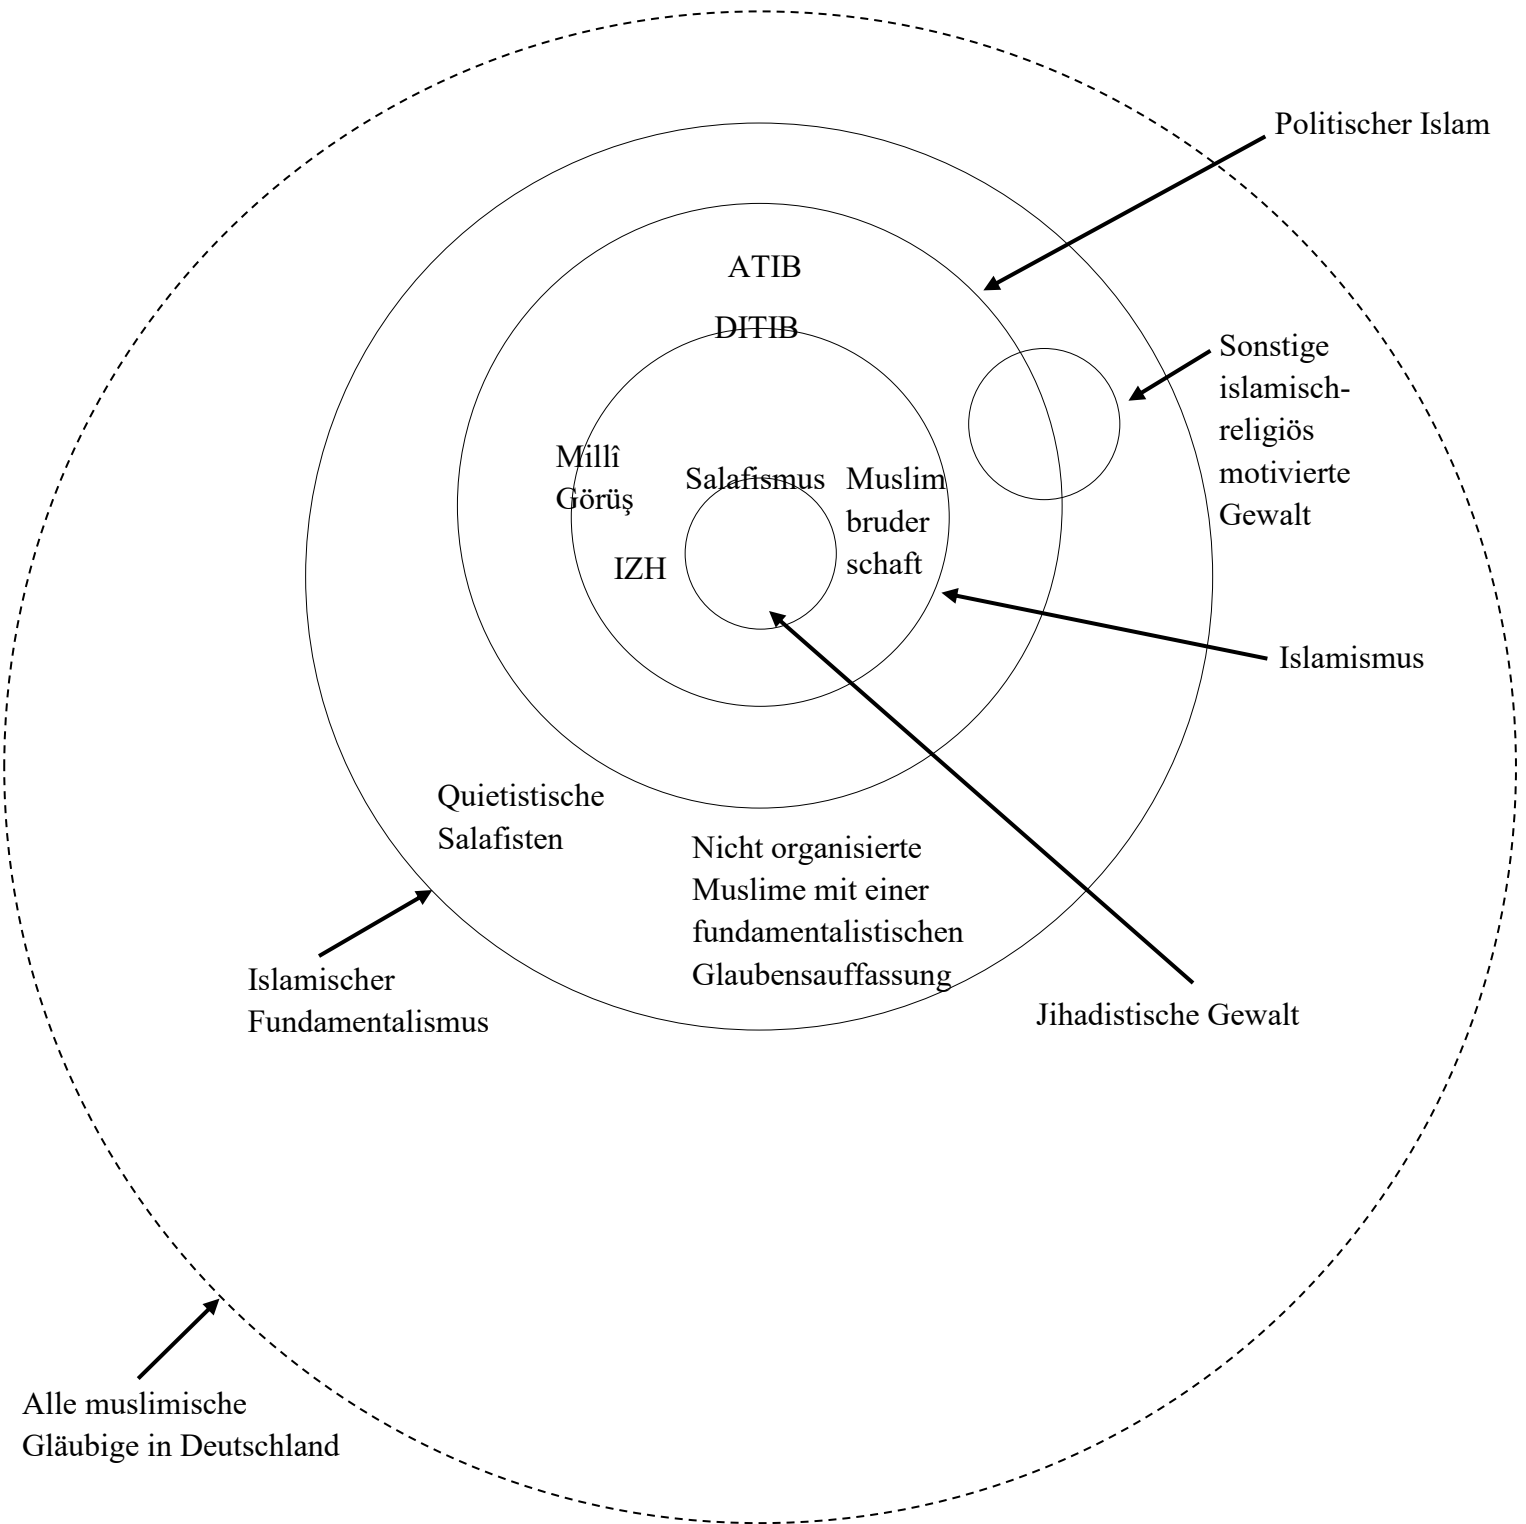 Politischer Islam
ATIB
DITIB
Sonstige
islamisch-
religiös
motivierte
Gewalt
Millî
Görüş
Salafismus
Muslim
bruder
schaft
IZH
Islamismus
Quietistische
Salafisten
Nicht organisierte
Muslime mit einer
fundamentalistischen
Glaubensauffassung
Islamischer
Fundamentalismus
Jihadistische Gewalt
Alle muslimische
Gläubige in Deutschland